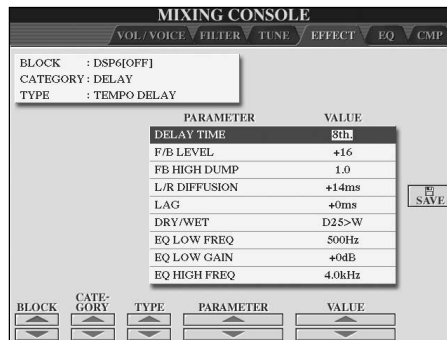 MIXING CONSOLE
VOL / VOICE FILTER TUNE EFFECT EQ CMP
BLOCK : DSP6[OFF]
CATEGORY : DELAY
TYPE : TEMPO DELAY
PARAMETER VALUE
DELAY TIME 8th.
F/B LEVEL +16
FB HIGH DUMP 1.0
L/R DIFFUSION +14ms
LAG +0ms
DRY/WET D25>W
EQ LOW FREQ 500Hz
EQ LOW GAIN +0dB
EQ HIGH FREQ 4.0kHz
SAVE
BLOCK CATE-GORY TYPE PARAMETER VALUE